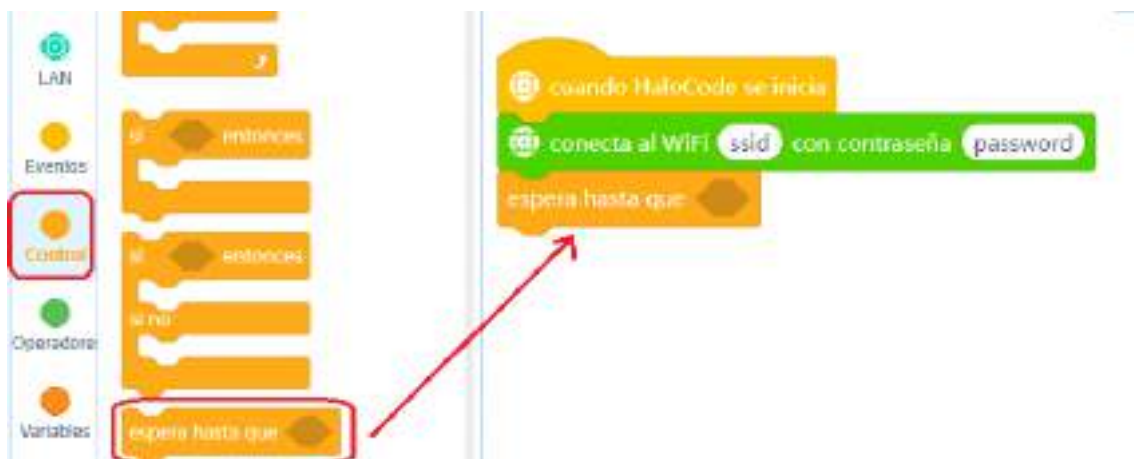 LAN
Eventos
Control
Operadore
Variables
si entonces
si entonces
si no
espera hasta que
cuando HaloCode se inicia
conecta al WiFi ssid con contraseña password
espera hasta que